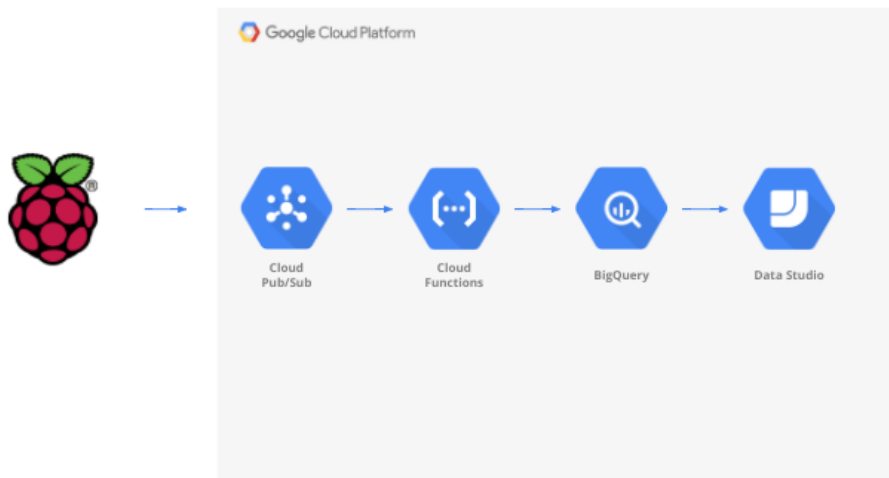 Google Cloud Platform
®
Cloud
Pub/Sub
Cloud
Functions
BigQuery
Data Studio